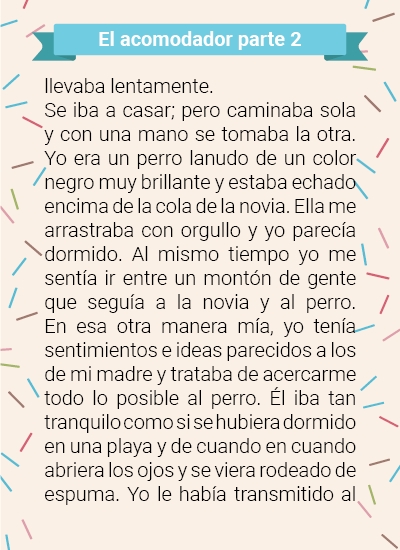 El acomodador parte 2
llevaba lentamente.
Se iba a casar; pero caminaba sola
y con una mano se tomaba la otra.
Yo era un perro lanudo de un color
negro muy brillante y estaba echado
encima de la cola de la novia. Ella me
arrastraba con orgullo y yo parecía
dormido. Al mismo tiempo yo me
sentía ir entre un montón de gente
que seguía a la novia y al perro.
En esa otra manera mía, yo tenía
sentimientos e ideas parecidos a los
de mi madre y trataba de acercarme
todo lo posible al perro. Él iba tan
tranquilo como si se hubiera dormido
en una playa y de cuando en cuando
abriera los ojos y se viera rodeado de
espuma. Yo le había transmitido al